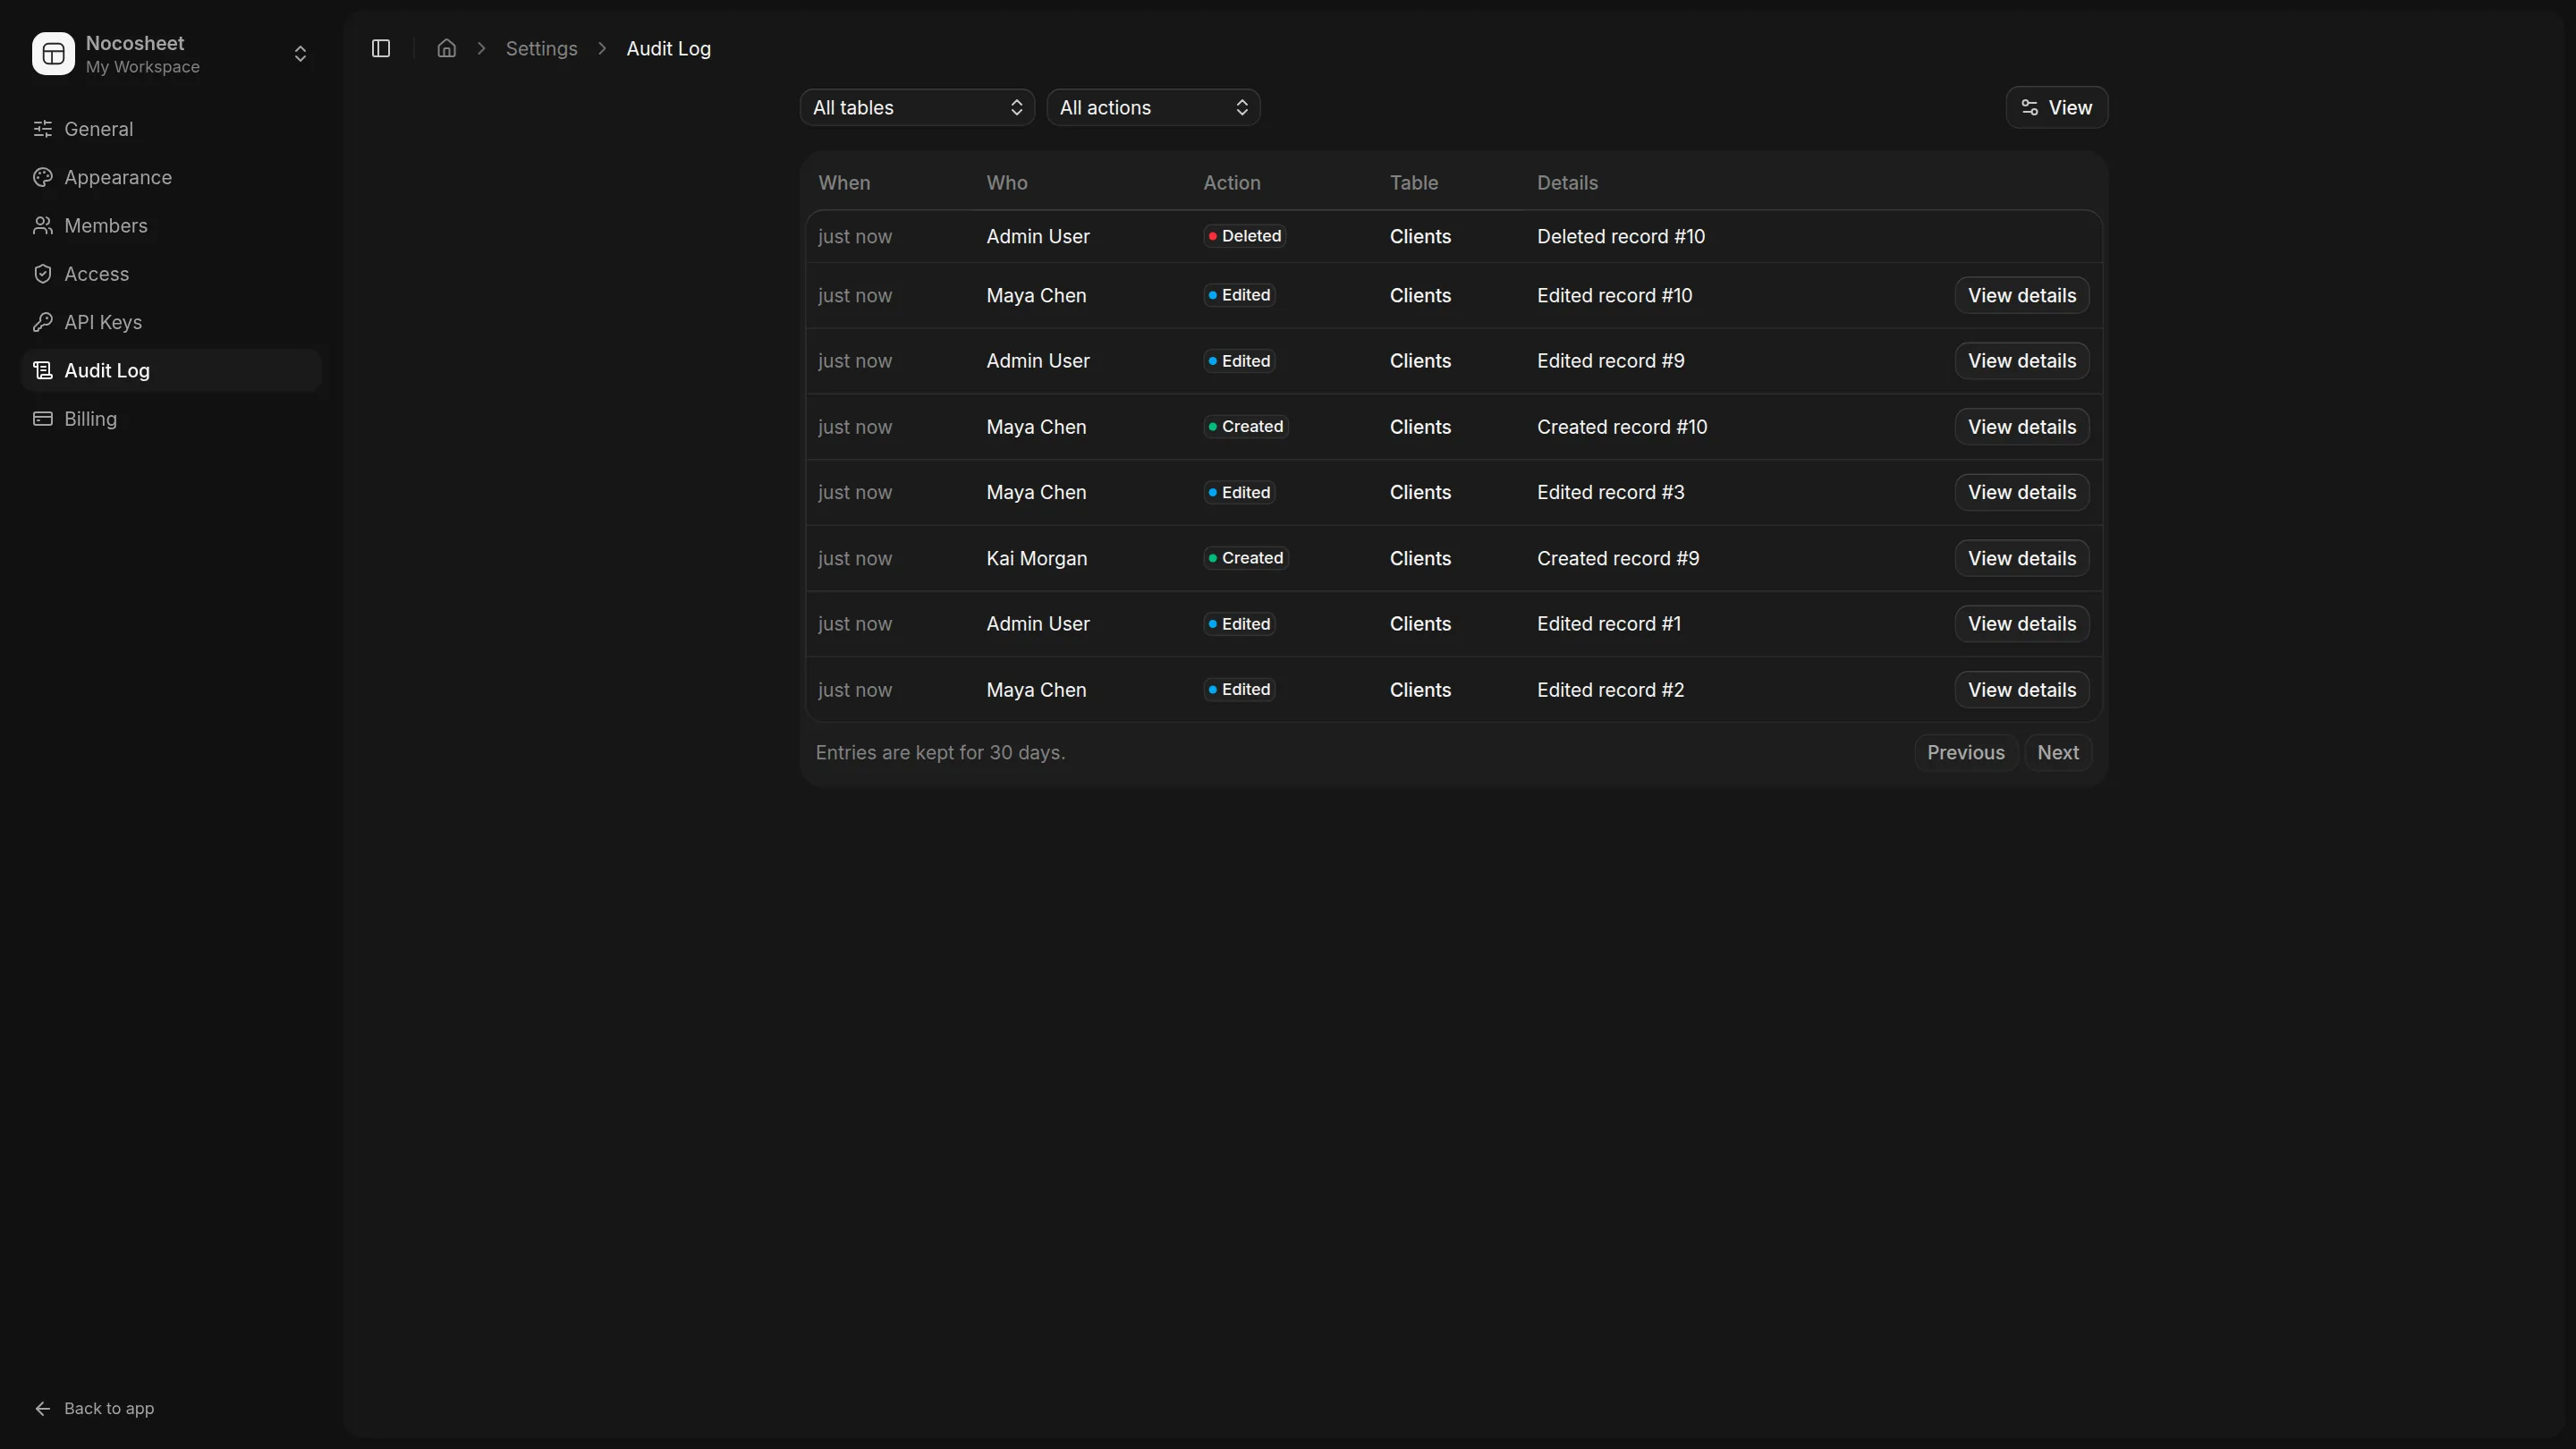 Nocosheet
My Workspace
General
Appearance
Members
Access
API Keys
Audit Log
Billing
Back to app
Settings Audit Log
All tables All actions View
When Who Action Table Details
just now Admin User Deleted Clients Deleted record #10
just now Maya Chen Edited Clients Edited record #10 View details
just now Admin User Edited Clients Edited record #9 View details
just now Maya Chen Created Clients Created record #10 View details
just now Maya Chen Edited Clients Edited record #3 View details
just now Kai Morgan Created Clients Created record #9 View details
just now Admin User Edited Clients Edited record #1 View details
just now Maya Chen Edited Clients Edited record #2 View details
Entries are kept for 30 days. Previous Next